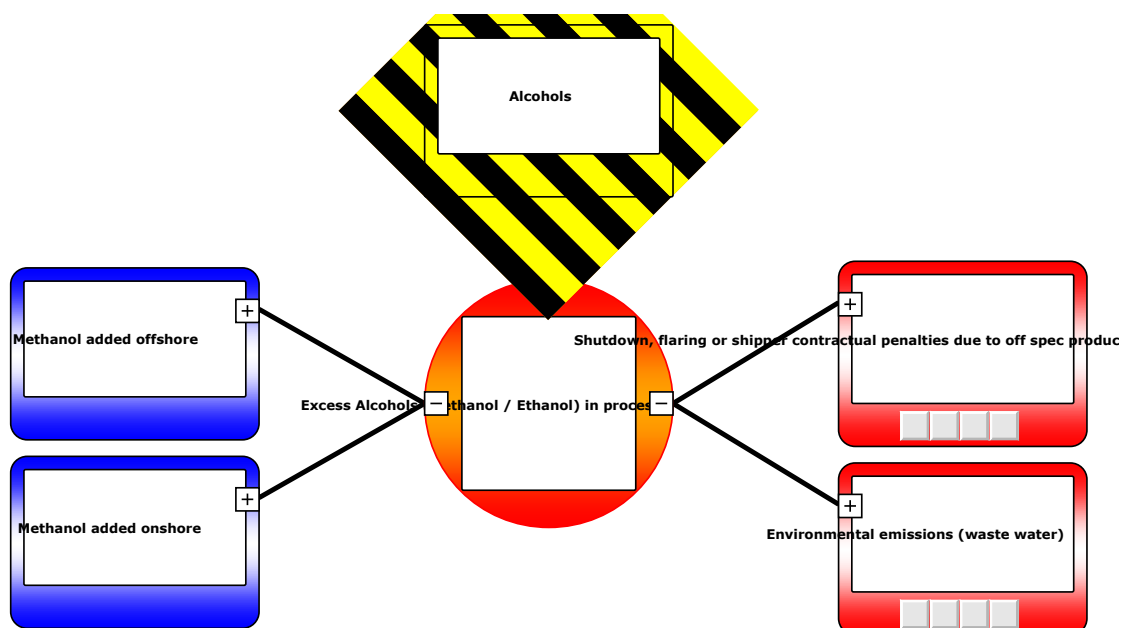 Alcohols
Methanol added offshore
Shutdown, flaring or shipper contractual penalties due to off spec produc
Excess Alcohols ethanol / Ethanol) in proces
Methanol added onshore
Environmental emissions (waste water)